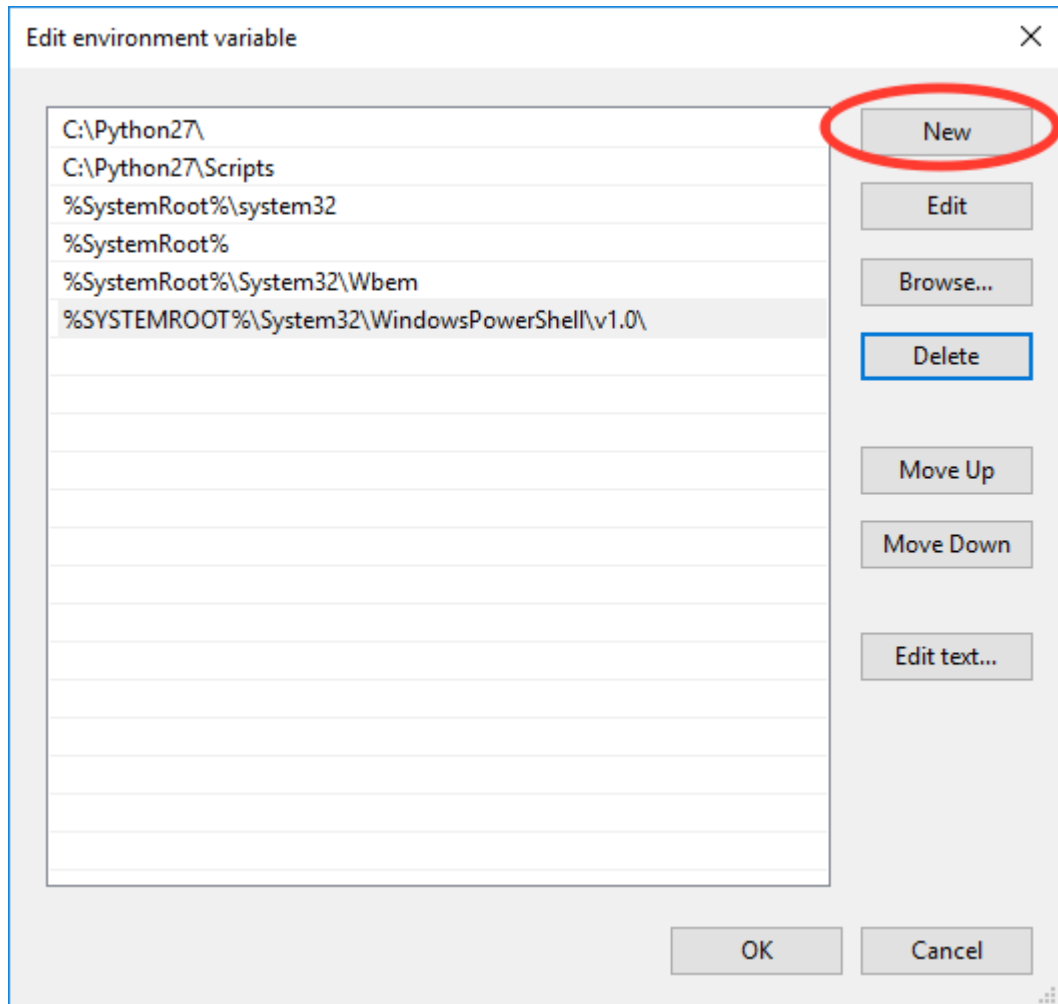 Edit environment variable
C:\Python27\
New
C:\Python27\Scripts
%SystemRoot%\system32
Edit
%SystemRoot%
%SystemRoot%\System32\Wbem
Browse...
%SYSTEMROOT%\System32\WindowsPowerShell\v1.0\
Delete
Move Up
Move Down
Edit text...
OK
Cancel